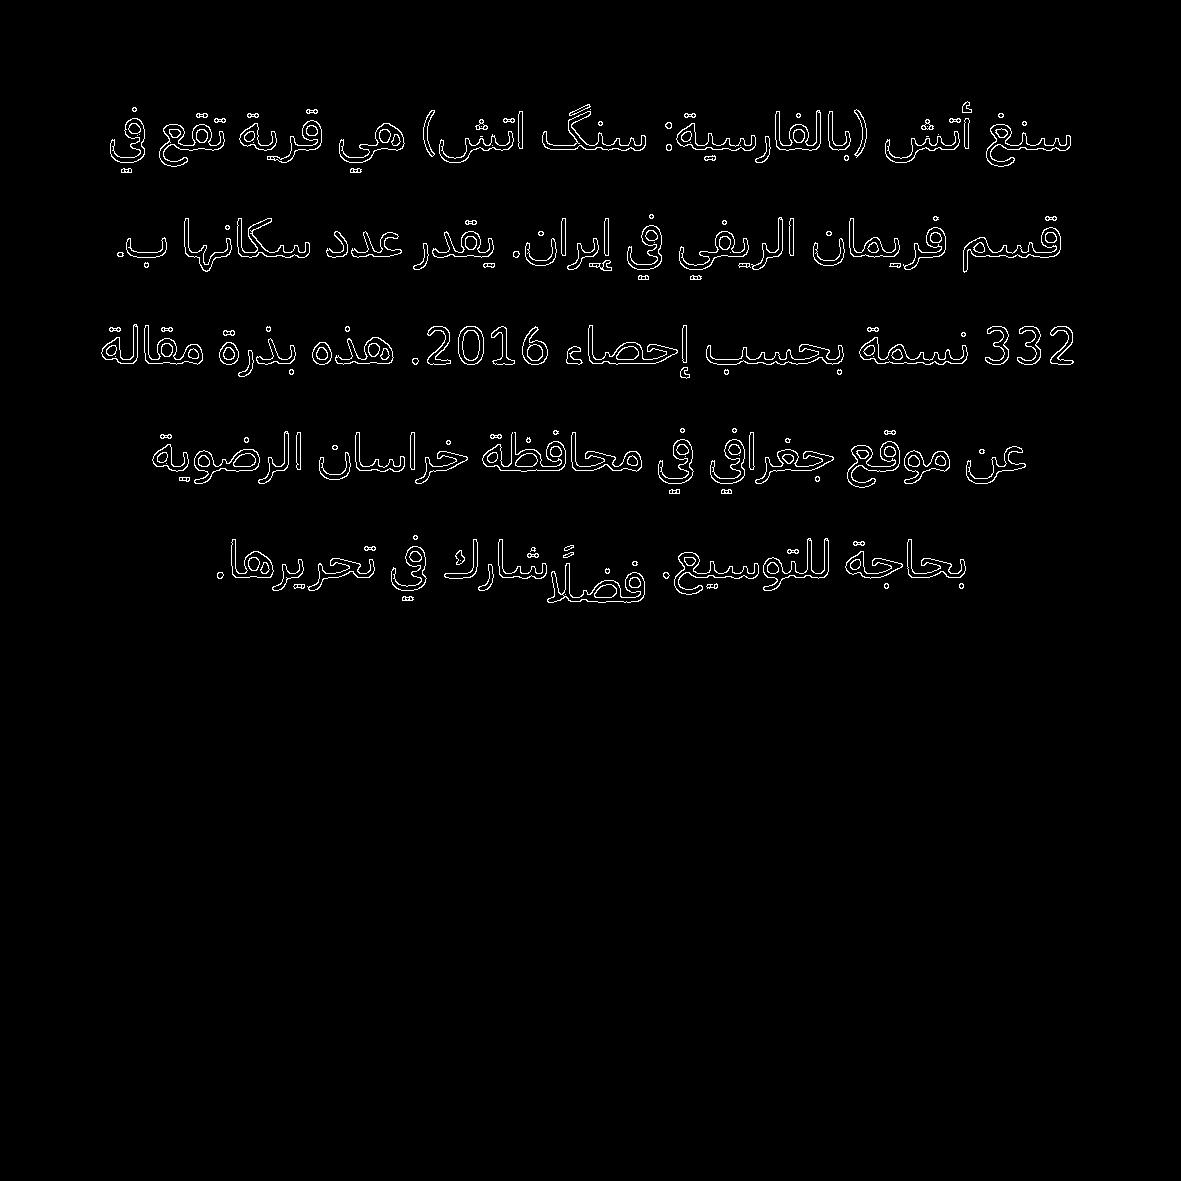 سنغ أتش (بالفارسية: سنگ اتش) هي قرية تقع في
قسم فريمان الريفي في إيران. يقدر عدد سكانها ب.
332 نسمة بحسب إحصاء 2016. هذه بذرة مقالة
عن موقع جغرافي في محافظة خراسان الرضوية
بحاجة للتوسيع. فضلًا شارك في تحريرها.